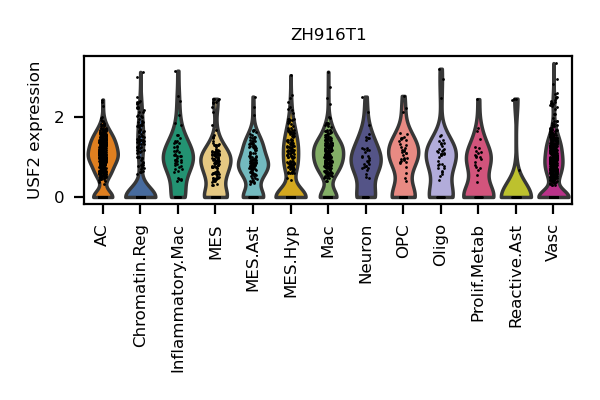 ZH916T1
USF2 expression
2
0
AC
Chromatin.Reg
Inflammatory.Mac
MES
MES.Ast
MES.Hyp
Mac
Neuron
OPC
Oligo
Prolif.Metab
Reactive.Ast
Vasc